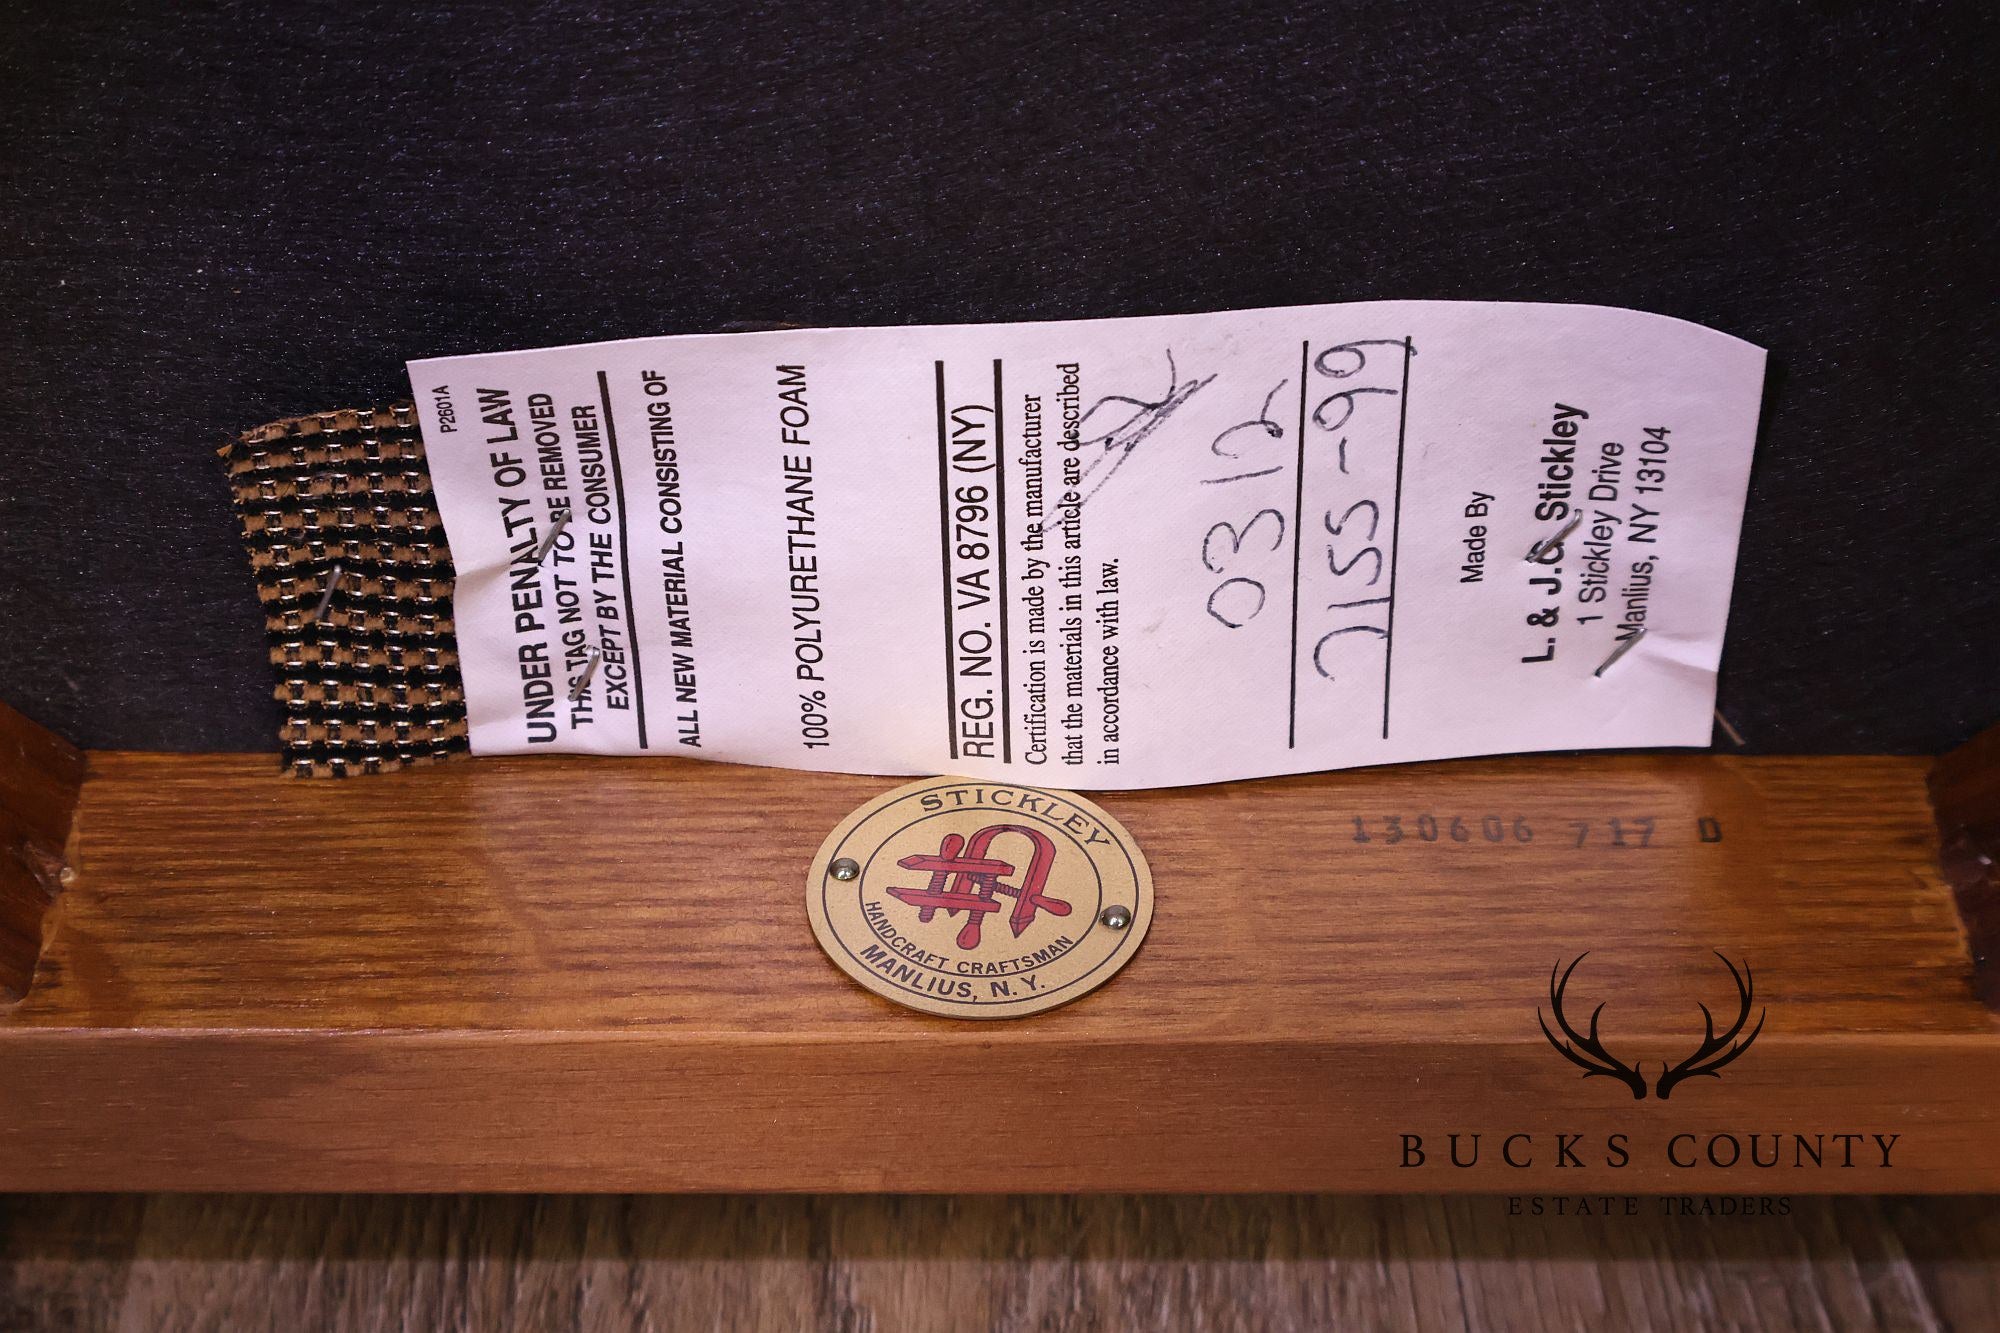 P2601A
UNDER PENALTY OF LAW
THIS TAG NOT TO BE REMOVED
EXCEPT BY THE CONSUMER
ALL NEW MATERIAL CONSISTING OF
100% POLYURETHANE FOAM
REG. NO. VA 8796 (NY)
Certification is made by the manufacturer
that the materials in this article are described
in accordance with law.
7155-99
Made By
L. & J.G. Stickley
1 Stickley Drive
Manlius, NY 13104
STICKLEY
HANDCRAFT CRAFTSMAN
MANLIUS, N.Y.
130606 717 D
BUCKS COUNTY
ESTATE TRADERS